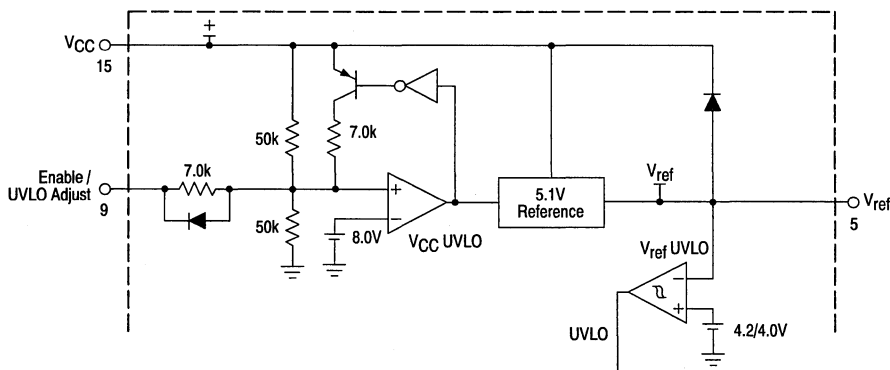 +
VCC
15
50k
7.0k
Enable /
UVLO Adjust
9
7.0k
50k
8.0V
+
−
VCC UVLO
5.1V
Reference
Vref
Vref
5
Vref UVLO
−
+
4.2/4.0V
UVLO